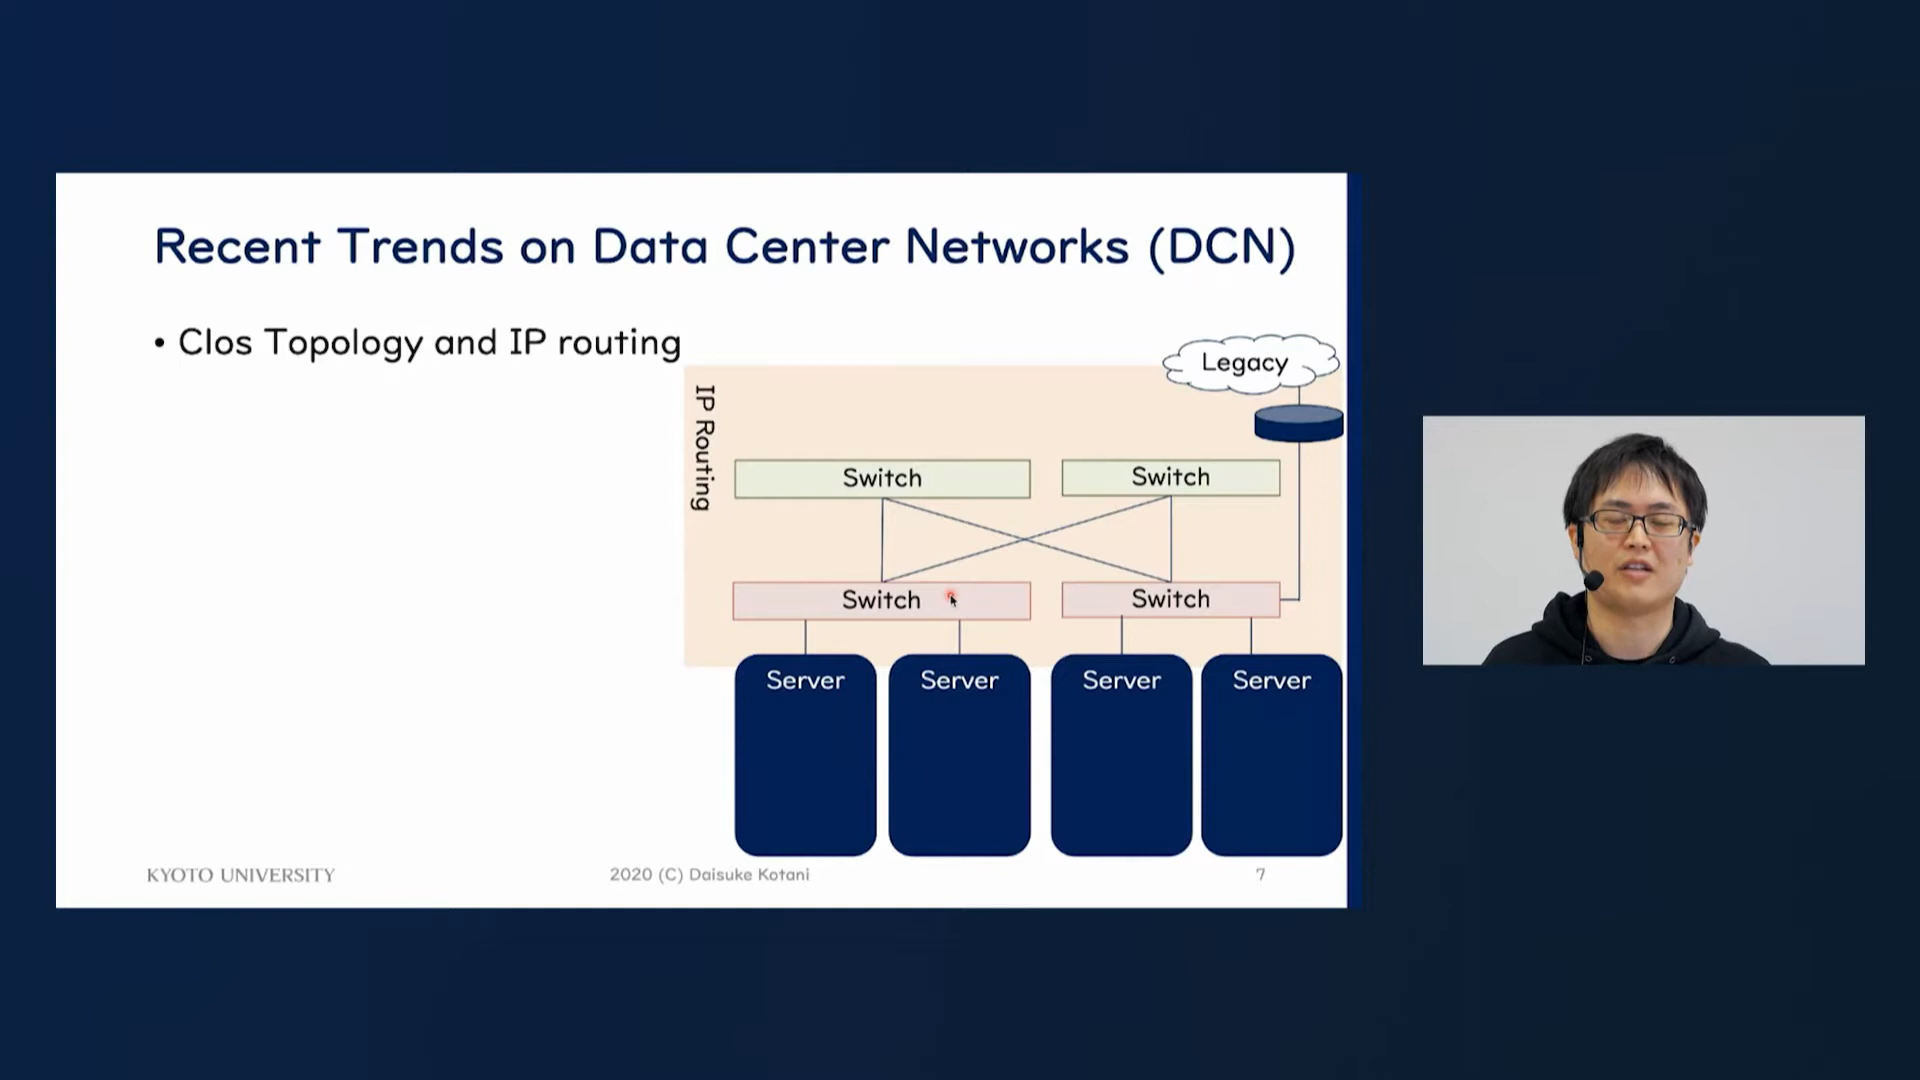 Recent Trends on Data Center Networks (DCN)
• Clos Topology and IP routing
Legacy
IP Routing
Switch
Switch
Switch
Switch
Server
Server
Server
Server
KYOTO UNIVERSITY
2020 (C) Daisuke Kotani
7